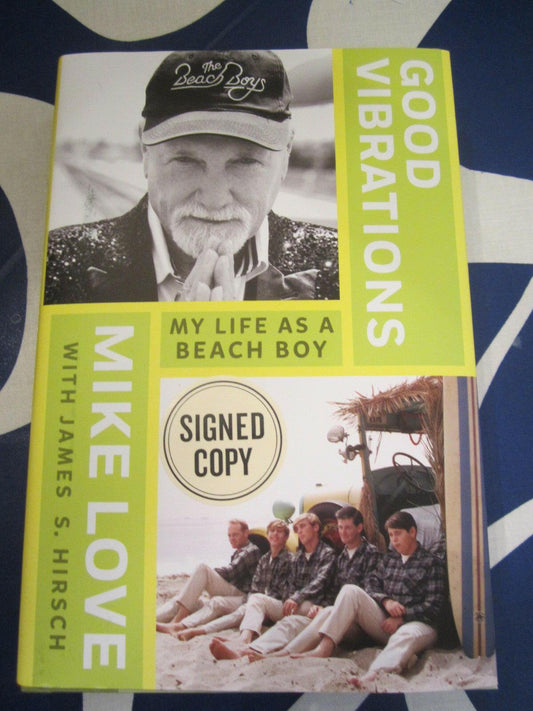 The
Beach Boys
GOOD
VIBRATIONS
MY LIFE AS A
BEACH BOY
MIKE LOVE
WITH JAMES S. HIRSCH
SIGNED
COPY